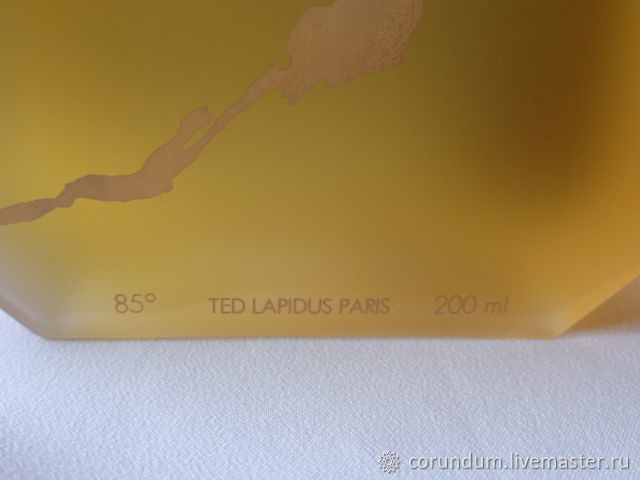 85° TED LAPIDUS PARIS 200 ml
corundum.livemaster.ru